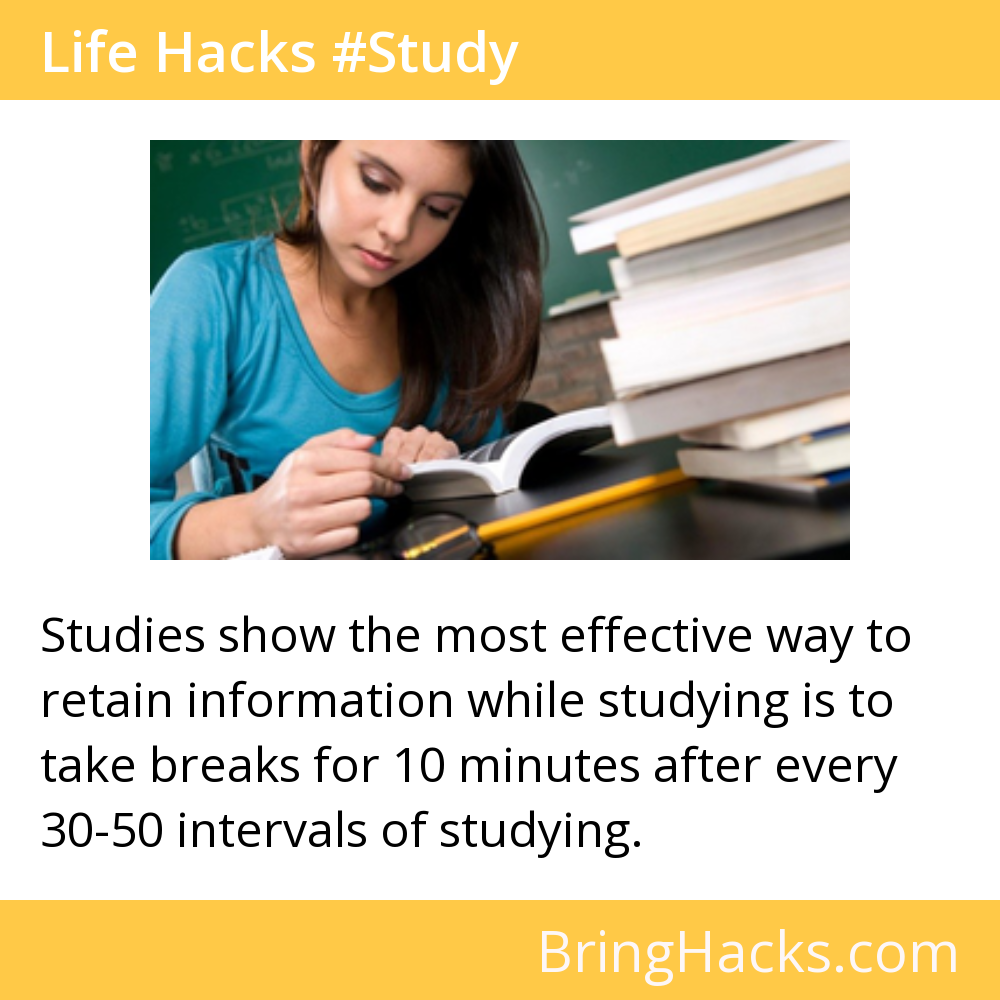 Life Hacks #Study
Studies show the most effective way to
retain information while studying is to
take breaks for 10 minutes after every
30-50 intervals of studying.
BringHacks.com